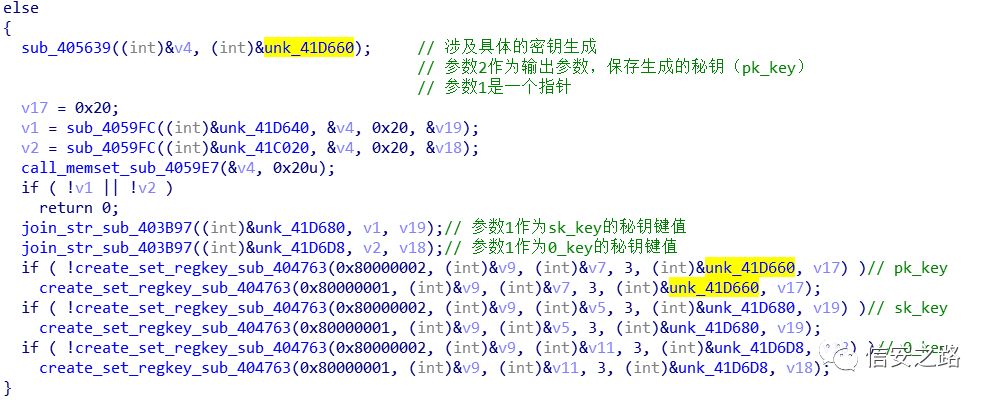 else
{
sub_405639((int)&v4, (int)&unk_41D660); // 涉及具体的密钥生成
// 参数2作为输出参数，保存生成的秘钥（pk_key）
// 参数1是一个指针
v17 = 0x20;
v1 = sub_4059FC((int)&unk_41D640, &v4, 0x20, &v19);
v2 = sub_4059FC((int)&unk_41C020, &v4, 0x20, &v18);
call_memset_sub_4059E7(&v4, 0x20u);
if ( !v1 || !v2 )
return 0;
join_str_sub_403B97((int)&unk_41D680, v1, v19);// 参数1作为sk_key的秘钥键值
join_str_sub_403B97((int)&unk_41D6D8, v2, v18);// 参数1作为0_key的秘钥键值
if ( !create_set_regkey_sub_404763(0x80000002, (int)&v9, (int)&v7, 3, (int)&unk_41D660, v17) )// pk_key
create_set_regkey_sub_404763(0x80000001, (int)&v9, (int)&v7, 3, (int)&unk_41D660, v17);
if ( !create_set_regkey_sub_404763(0x80000002, (int)&v9, (int)&v5, 3, (int)&unk_41D680, v19) )// sk_key
create_set_regkey_sub_404763(0x80000001, (int)&v9, (int)&v5, 3, (int)&unk_41D680, v19);
if ( !create_set_regkey_sub_404763(0x80000002, (int)&v9, (int)&v11, 3, (int)&unk_41D6D8,
create_set_regkey_sub_404763(0x80000001, (int)&v9, (int)&v11, 3, (int)&unk_41D6D8, v18);
}
信安之路